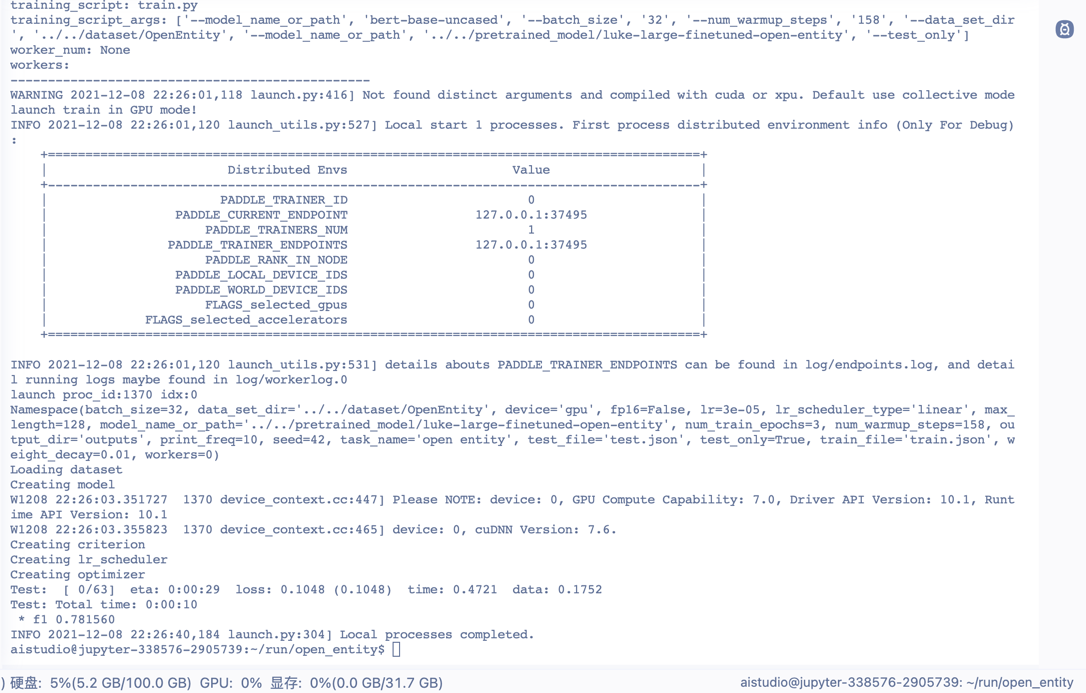 training_script: train.py
training_script_args: ['--model_name_or_path', 'bert-base-uncased', '--batch_size', '32', '--num_warmup_steps', '158', '--data_set_dir
', '../../dataset/OpenEntity', '--model_name_or_path', '../../pretrained_model/luke-large-finetuned-open-entity', '--test_only']
worker_num: None
workers:
------------------------------------------------
WARNING 2021-12-08 22:26:01,118 launch.py:416] Not found distinct arguments and compiled with cuda or xpu. Default use collective mode
launch train in GPU mode!
INFO 2021-12-08 22:26:01,120 launch_utils.py:527] Local start 1 processes. First process distributed environment info (Only For Debug)
:
+=======================================================================================+
| Distributed Envs Value |
+---------------------------------------------------------------------------------------+
| PADDLE_TRAINER_ID 0 |
| PADDLE_CURRENT_ENDPOINT 127.0.0.1:37495 |
| PADDLE_TRAINERS_NUM 1 |
| PADDLE_TRAINER_ENDPOINTS 127.0.0.1:37495 |
| PADDLE_RANK_IN_NODE 0 |
| PADDLE_LOCAL_DEVICE_IDS 0 |
| PADDLE_WORLD_DEVICE_IDS 0 |
| FLAGS_selected_gpus 0 |
| FLAGS_selected_accelerators 0 |
+=======================================================================================+
INFO 2021-12-08 22:26:01,120 launch_utils.py:531] details abouts PADDLE_TRAINER_ENDPOINTS can be found in log/endpoints.log, and detai
l running logs maybe found in log/workerlog.0
launch proc_id:1370 idx:0
Namespace(batch_size=32, data_set_dir='../../dataset/OpenEntity', device='gpu', fp16=False, lr=3e-05, lr_scheduler_type='linear', max_
length=128, model_name_or_path='../../pretrained_model/luke-large-finetuned-open-entity', num_train_epochs=3, num_warmup_steps=158, ou
tput_dir='outputs', print_freq=10, seed=42, task_name='open entity', test_file='test.json', test_only=True, train_file='train.json', w
eight_decay=0.01, workers=0)
Loading dataset
Creating model
W1208 22:26:03.351727  1370 device_context.cc:447] Please NOTE: device: 0, GPU Compute Capability: 7.0, Driver API Version: 10.1, Runt
ime API Version: 10.1
W1208 22:26:03.355823  1370 device_context.cc:465] device: 0, cuDNN Version: 7.6.
Creating criterion
Creating lr_scheduler
Creating optimizer
Test:  [ 0/63]  eta: 0:00:29  loss: 0.1048 (0.1048)  time: 0.4721  data: 0.1752
Test: Total time: 0:00:10
 * f1 0.781560
INFO 2021-12-08 22:26:40,184 launch.py:304] Local processes completed.
aistudio@jupyter-338576-2905739:~/run/open_entity$
) 硬盘: 5%(5.2 GB/100.0 GB) GPU: 0% 显存: 0%(0.0 GB/31.7 GB) aistudio@jupyter-338576-2905739: ~/run/open_entity